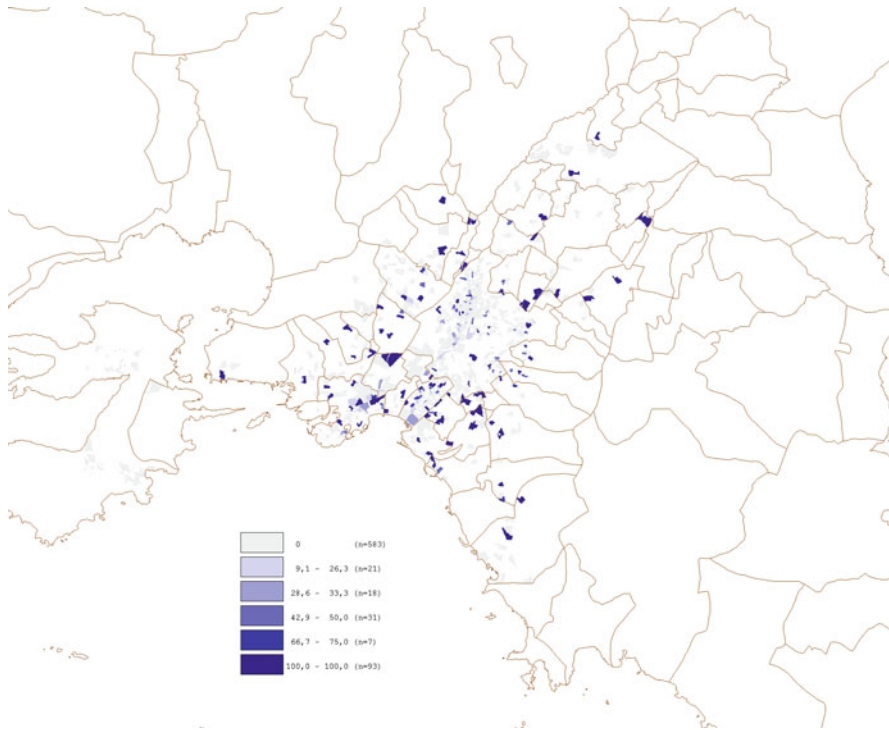 0 (n=583)
9,1 - 26,3 (n=21)
28,6 - 33,3 (n=18)
42,9 - 50,0 (n=31)
66,7 - 75,0 (n=7)
100,0 - 100,0 (n=93)